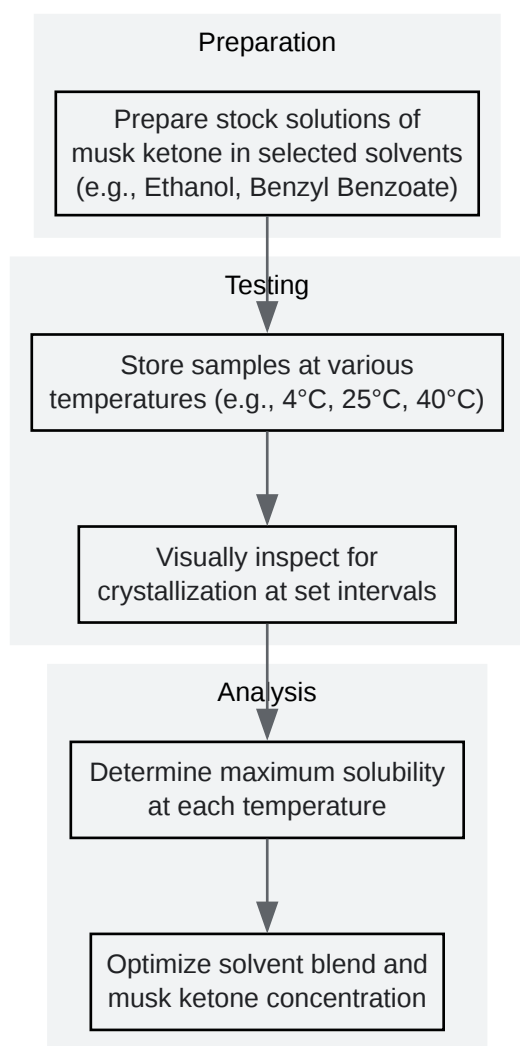 Preparation
Prepare stock solutions of
musk ketone in selected solvents
(e.g., Ethanol, Benzyl Benzoate)
Testing
Store samples at various
temperatures (e.g., 4°C, 25°C, 40°C)
Visually inspect for
crystallization at set intervals
Analysis
Determine maximum solubility
at each temperature
Optimize solvent blend and
musk ketone concentration